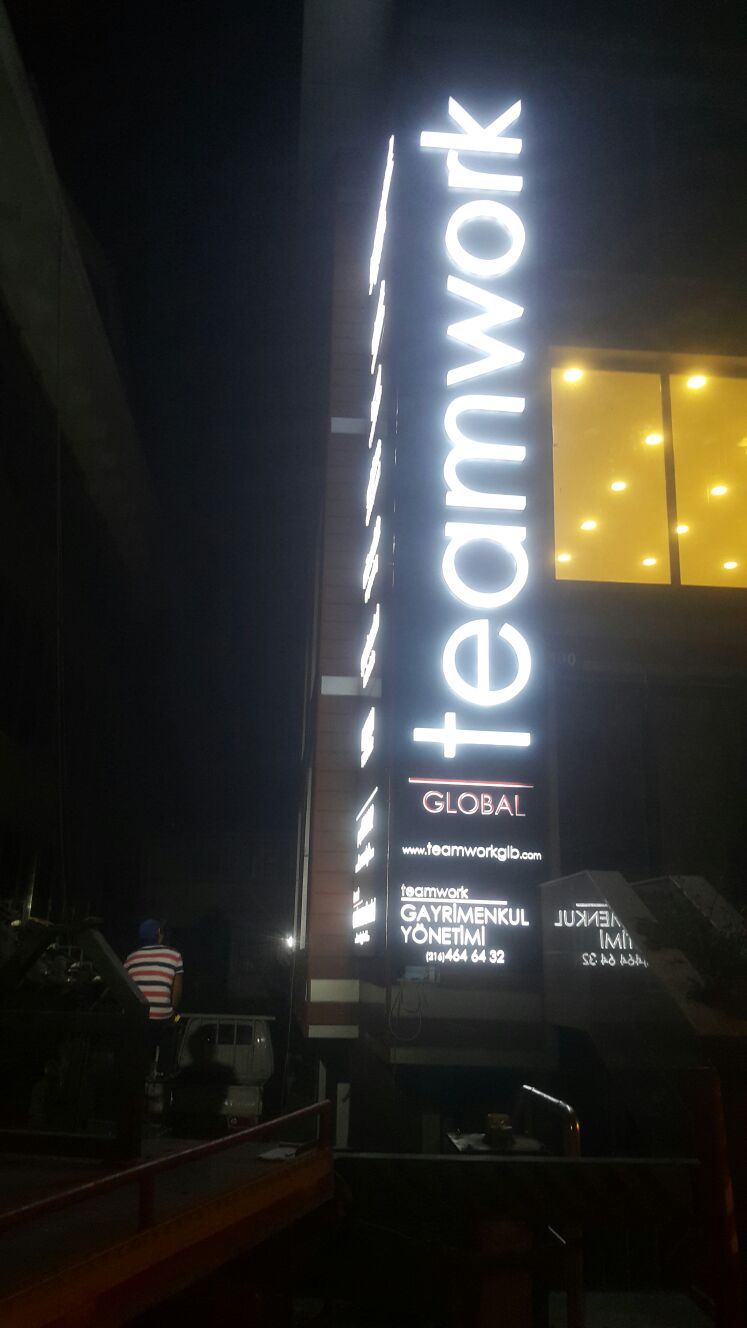 teamwork
GLOBAL
www.teamworkglb.com
teamwork
GAYRİMENKUL
YÖNETİMİ
(216)464 64 32